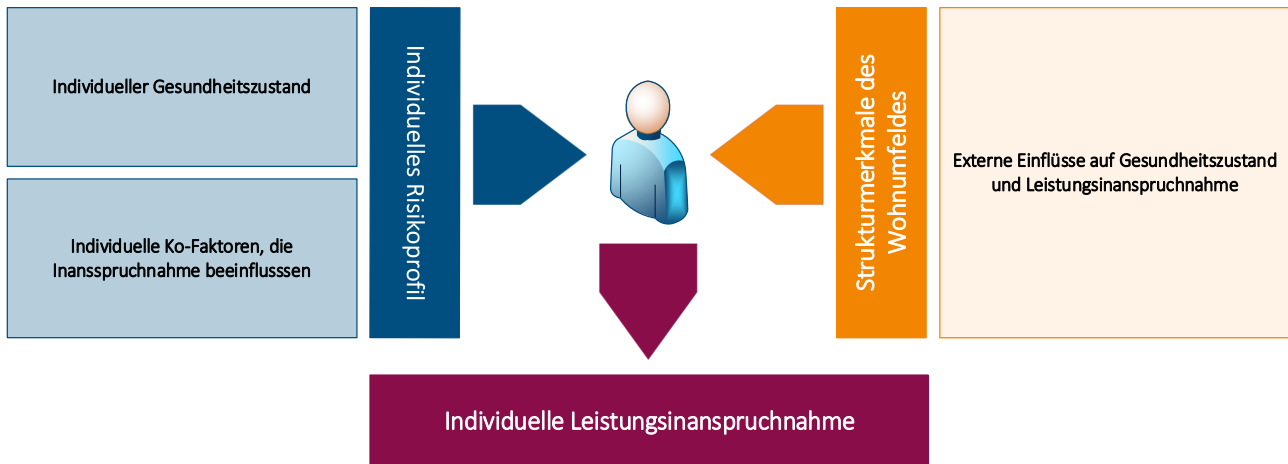 Individueller Gesundheitszustand
Individuelle Ko-Faktoren, die
Inansspruchnahme beeinflusssen
Individuelles Risikoprofil
Strukturmerkmale des
Wohnumfeldes
Externe Einflüsse auf Gesundheitszustand
und Leistungsinanspruchnahme
Individuelle Leistungsinanspruchnahme